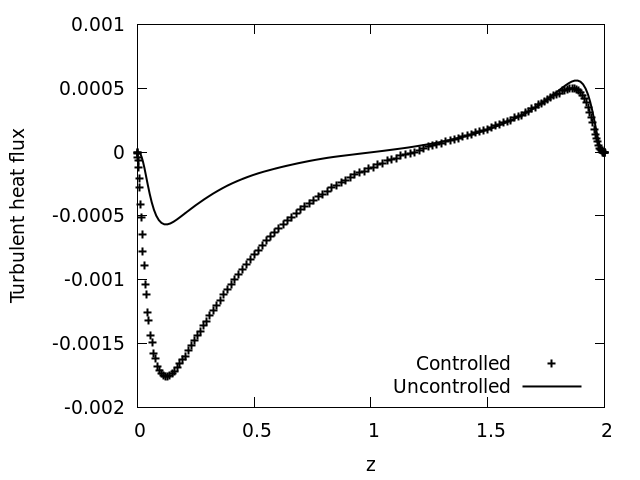 0.001
0.0005
0
-0.0005
-0.001
-0.0015
-0.002
Turbulent heat flux
Controlled
Uncontrolled
0 0.5 1 1.5 2
z